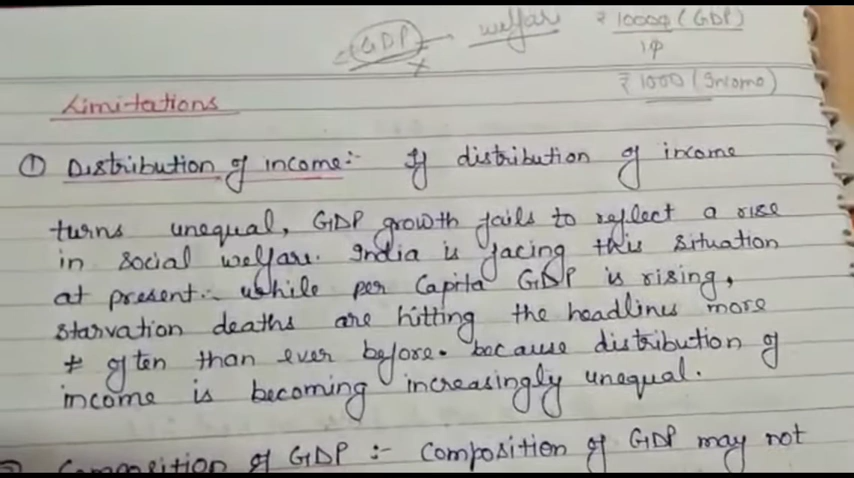 GDP welfare ₹ 10000 (GDP)
10
₹ 1000 (Income)
Limitations
① Distribution of income:- If distribution of income
turns unequal, GDP growth fails to reflect a rise
in social welfare. India is facing this situation
at present. while per Capita GDP is rising,
starvation deaths are hitting the headlines more
often than ever before. because distribution of
income is becoming increasingly unequal.
Composition of GDP :- Composition of GDP may not